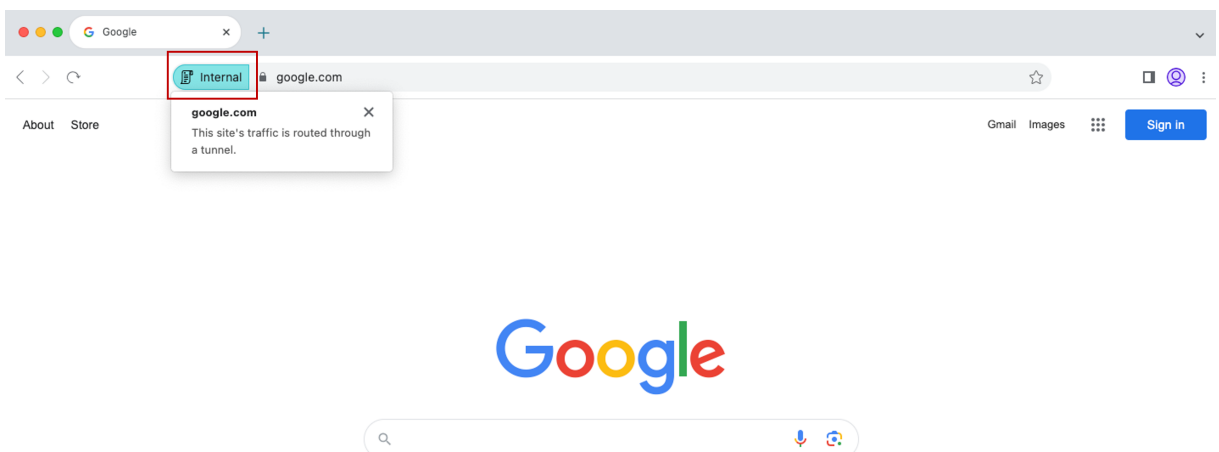 Google
Internal google.com
google.com
This site's traffic is routed through
a tunnel.
About Store
Gmail Images
Sign in
Google